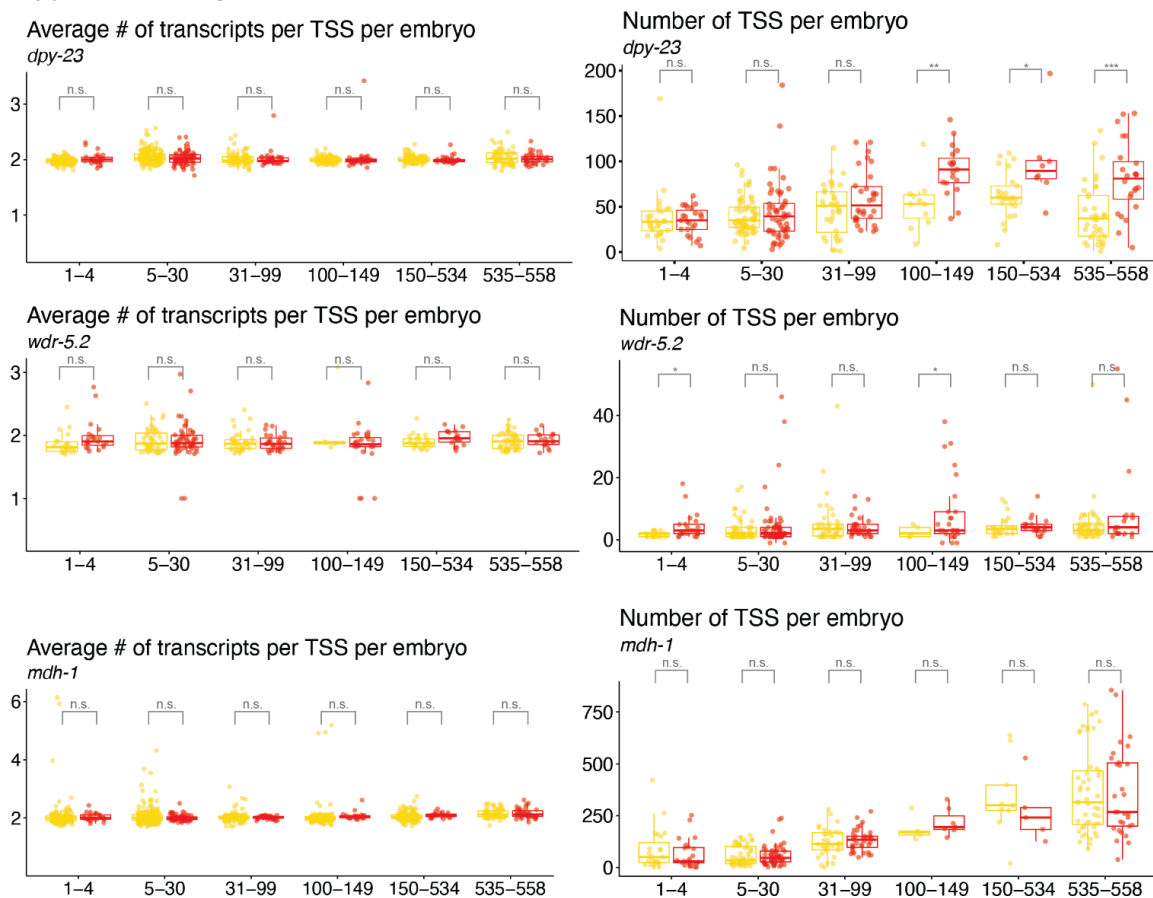 Average # of transcripts per TSS per embryo
dpy-23
n.s. n.s. n.s. n.s. n.s. n.s.
3
2
1
1–4 5–30 31–99 100–149 150–534 535–558
Number of TSS per embryo
dpy-23
n.s. n.s. n.s. ** * ***
200
150
100
50
0
1–4 5–30 31–99 100–149 150–534 535–558
Average # of transcripts per TSS per embryo
wdr-5.2
n.s. n.s. n.s. n.s. n.s. n.s.
3
2
1
1–4 5–30 31–99 100–149 150–534 535–558
Number of TSS per embryo
wdr-5.2
* n.s. n.s. * n.s. n.s.
40
20
0
1–4 5–30 31–99 100–149 150–534 535–558
Average # of transcripts per TSS per embryo
mdh-1
n.s. n.s. n.s. n.s. n.s. n.s.
6
4
2
1–4 5–30 31–99 100–149 150–534 535–558
Number of TSS per embryo
mdh-1
n.s. n.s. n.s. n.s. n.s. n.s.
750
500
250
0
1–4 5–30 31–99 100–149 150–534 535–558